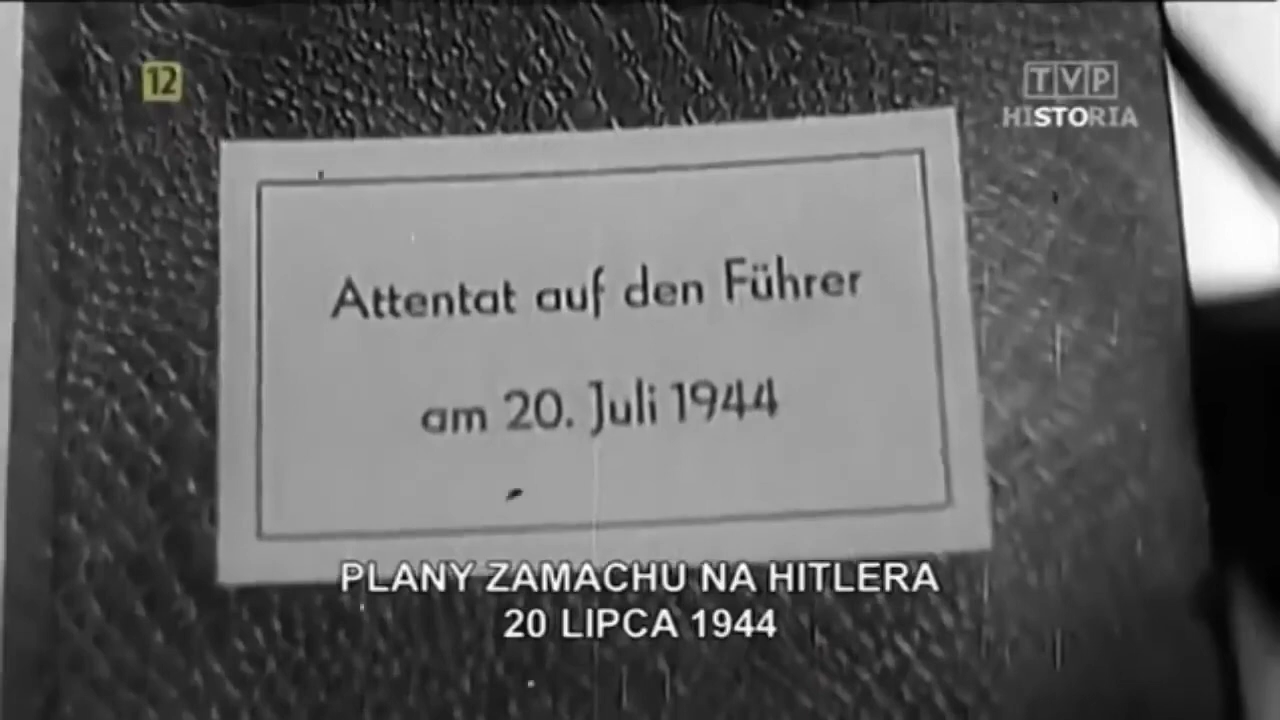 12
TVP
HISTORIA
Attentat auf den Führer
am 20. Juli 1944
PLANY ZAMACHU NA HITLERA
20 LIPCA 1944